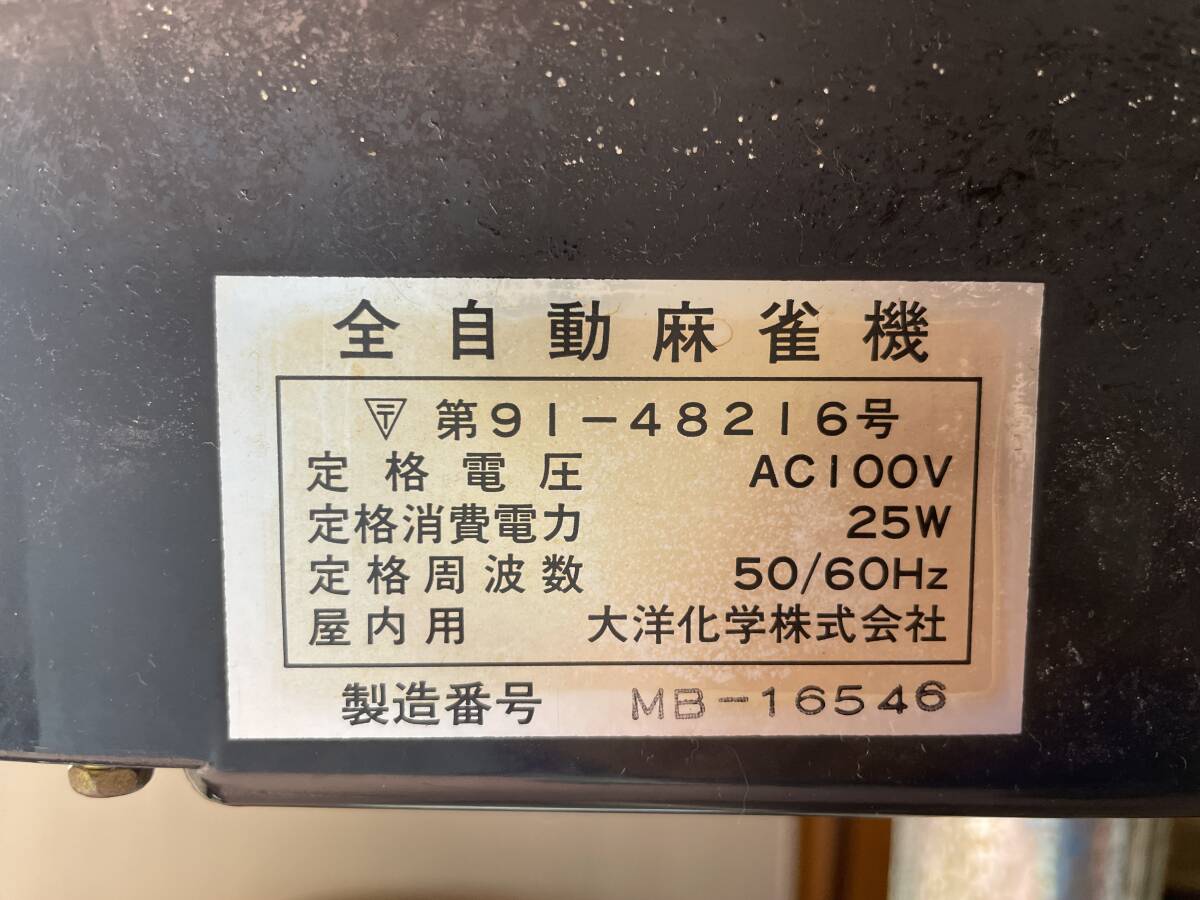 全自動麻雀機
〒 第91-48216号
定格電圧 AC100V
定格消費電力 25W
定格周波数 50/60Hz
屋内用 大洋化学株式会社
製造番号 MB-16546